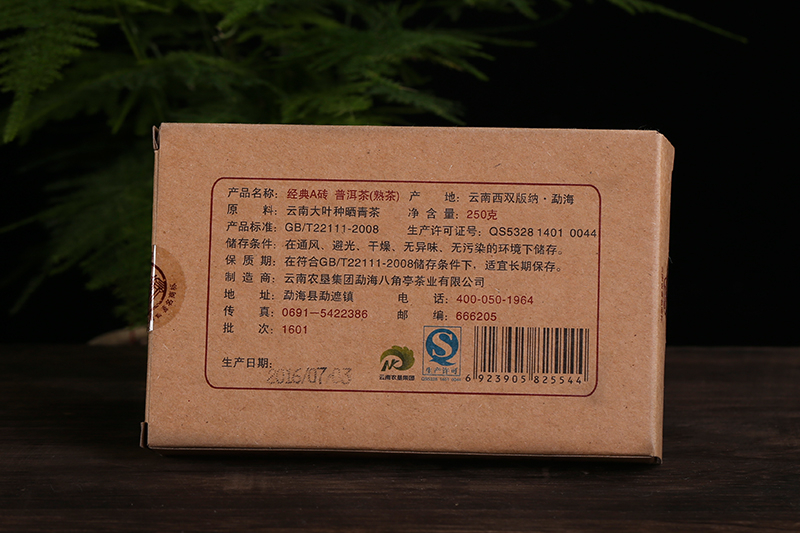 产品名称: 经典A砖 普洱茶(熟茶) 产 地: 云南西双版纳·勐海
原 料: 云南大叶种晒青茶 净 含 量: 250克
产品标准: GB/T22111-2008 生产许可证号: QS5328 1401 0044
储存条件: 在通风、避光、干燥、无异味、无污染的环境下储存。
保 质 期: 在符合GB/T22111-2008储存条件下，适宜长期保存。
制 造 商: 云南农垦集团勐海八角亭茶业有限公司
地 址: 勐海县勐遮镇 电 话: 400-050-1964
传 真: 0691-5422386 邮 编: 666205
批 次: 1601
生产日期: 2016/07/03
云南农垦集团
生产许可
6 923905 825544